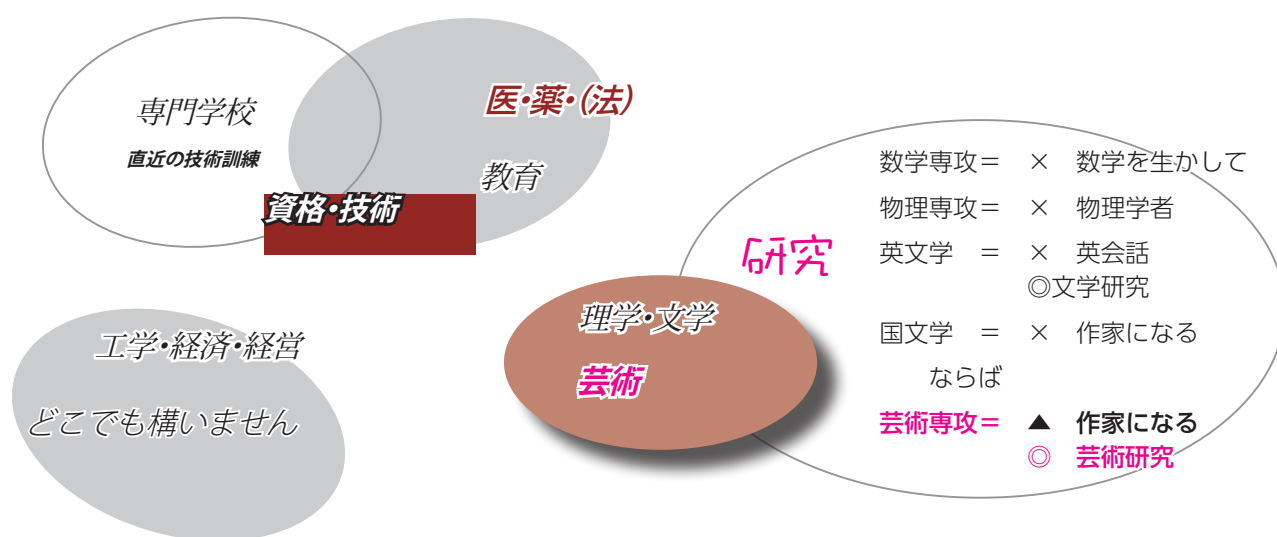 専門学校
直近の技術訓練
医・薬・(法)
教育
資格・技術
工学・経済・経営
どこでも構いません
研究
理学・文学
芸術
数学専攻＝　×　数学を生かして
物理専攻＝　×　物理学者
英文学　＝　×　英会話
◎文学研究
国文学　＝　×　作家になる
ならば
芸術専攻＝　▲　作家になる
◎　芸術研究